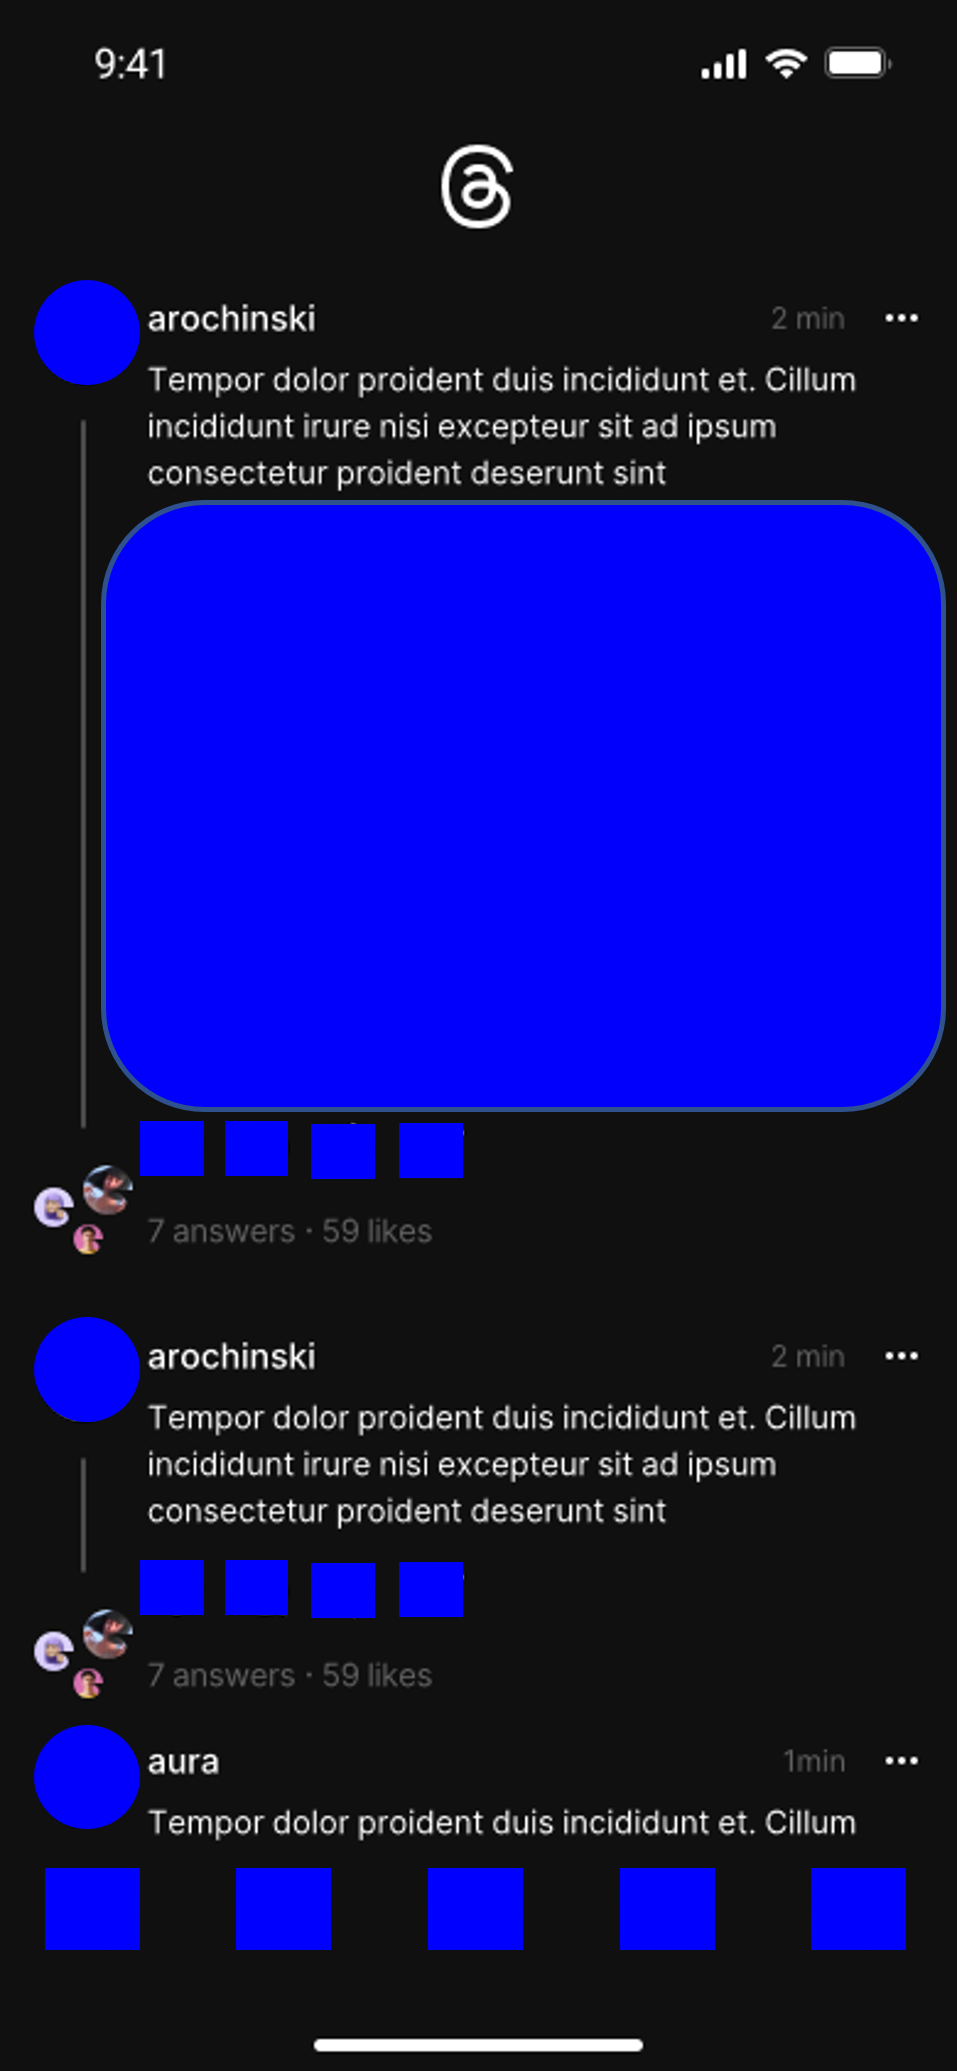 9:41
arochinski 2 min
Tempor dolor proident duis incididunt et. Cillum
incididunt irure nisi excepteur sit ad ipsum
consectetur proident deserunt sint
7 answers · 59 likes
arochinski 2 min
Tempor dolor proident duis incididunt et. Cillum
incididunt irure nisi excepteur sit ad ipsum
consectetur proident deserunt sint
7 answers · 59 likes
aura 1min
Tempor dolor proident duis incididunt et. Cillum